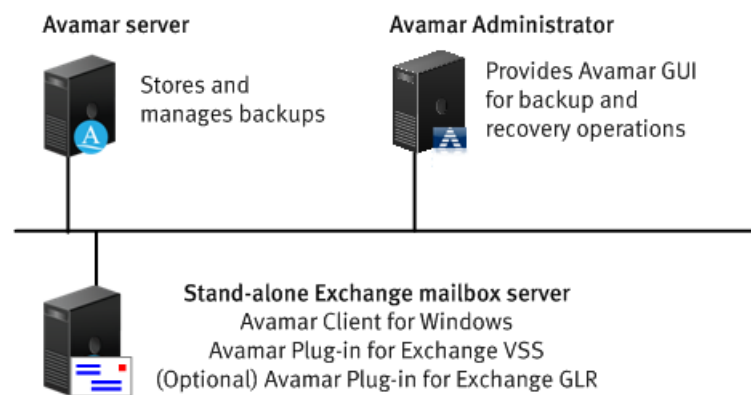 Avamar server
Stores and
manages backups
A
Avamar Administrator
Provides Avamar GUI
for backup and
recovery operations
Stand-alone Exchange mailbox server
Avamar Client for Windows
Avamar Plug-in for Exchange VSS
(Optional) Avamar Plug-in for Exchange GLR